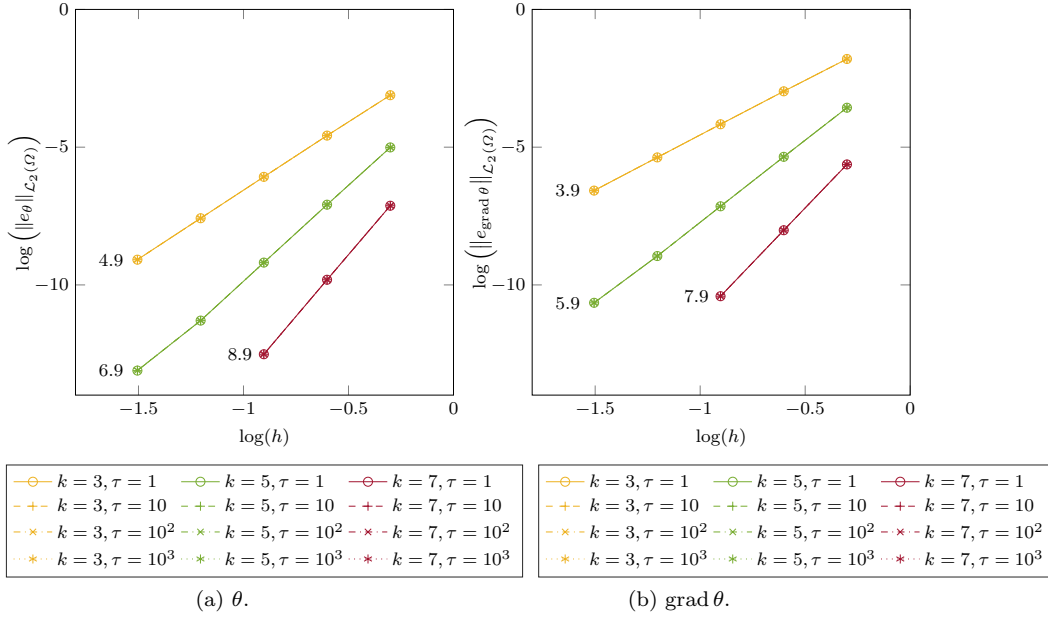 0
−5
−10
−1.5 −1 −0.5 0
log(h)
log (‖e_θ‖_{𝓛_2(Ω)})
4.9
6.9
8.9
0
−5
−10
−1.5 −1 −0.5 0
log(h)
log (‖e_{grad θ}‖_{𝓛_2(Ω)})
3.9
5.9
7.9
k = 3, τ = 1 k = 5, τ = 1 k = 7, τ = 1
k = 3, τ = 10 k = 5, τ = 10 k = 7, τ = 10
k = 3, τ = 10² k = 5, τ = 10² k = 7, τ = 10²
k = 3, τ = 10³ k = 5, τ = 10³ k = 7, τ = 10³
(a) θ.
k = 3, τ = 1 k = 5, τ = 1 k = 7, τ = 1
k = 3, τ = 10 k = 5, τ = 10 k = 7, τ = 10
k = 3, τ = 10² k = 5, τ = 10² k = 7, τ = 10²
k = 3, τ = 10³ k = 5, τ = 10³ k = 7, τ = 10³
(b) grad θ.